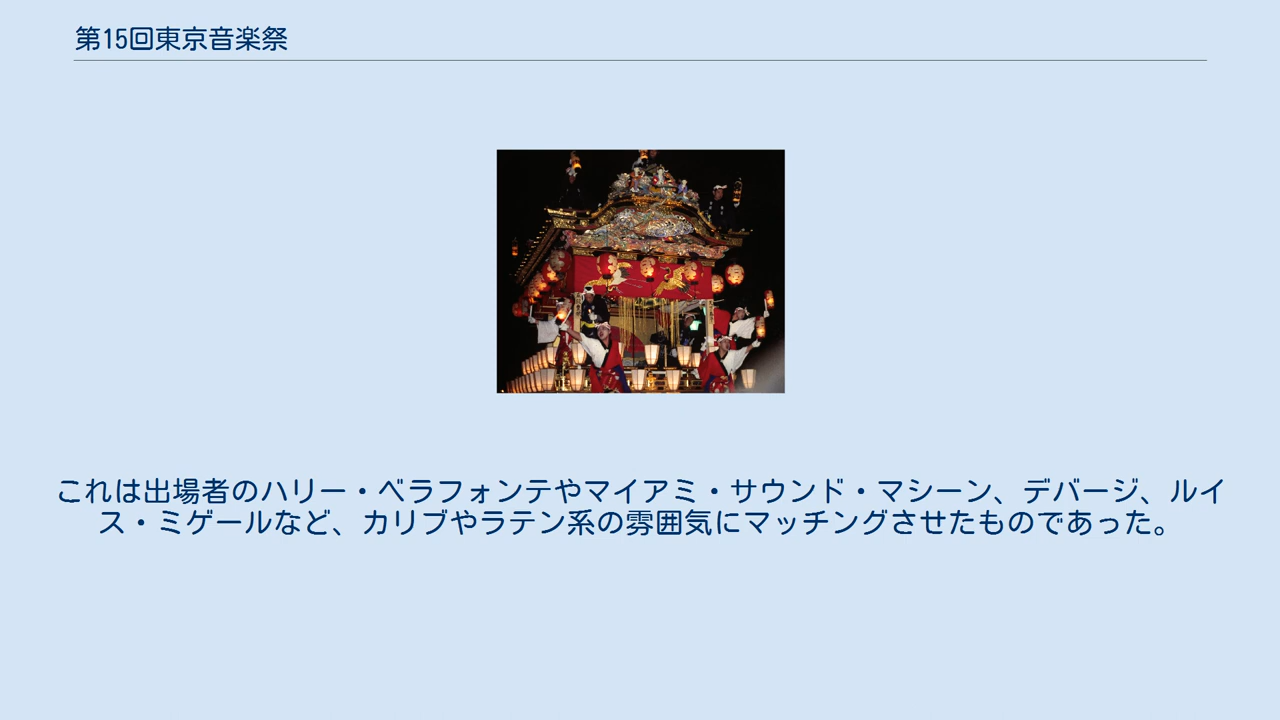 第15回東京音楽祭
これは出場者のハリー・ベラフォンテやマイアミ・サウンド・マシーン、デバージ、ルイ
ス・ミゲールなど、カリブやラテン系の雰囲気にマッチングさせたものであった。